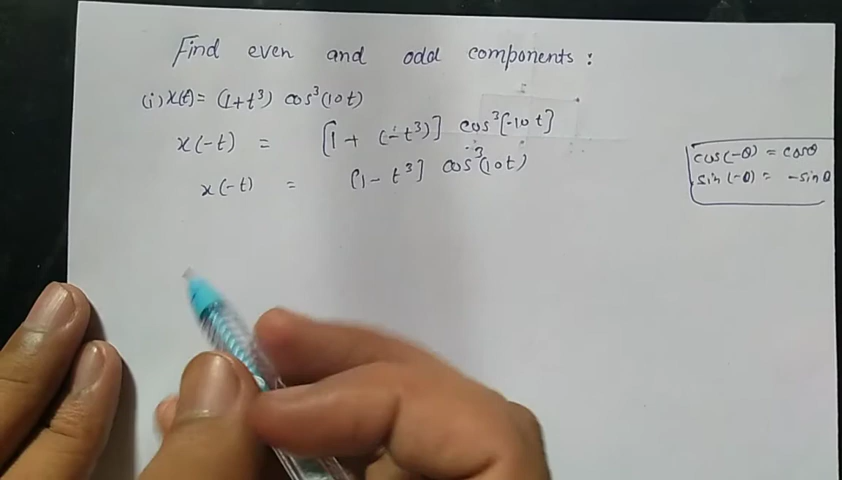 Find even and odd components :
(i) x(t) = (1+t³) cos³(10t)
x(-t) = [1 + (-t³)] cos³[-10t]
x(-t) = (1- t³] cos³(10t)
cos(-θ) = cosθ
sin(-θ) = -sinθ